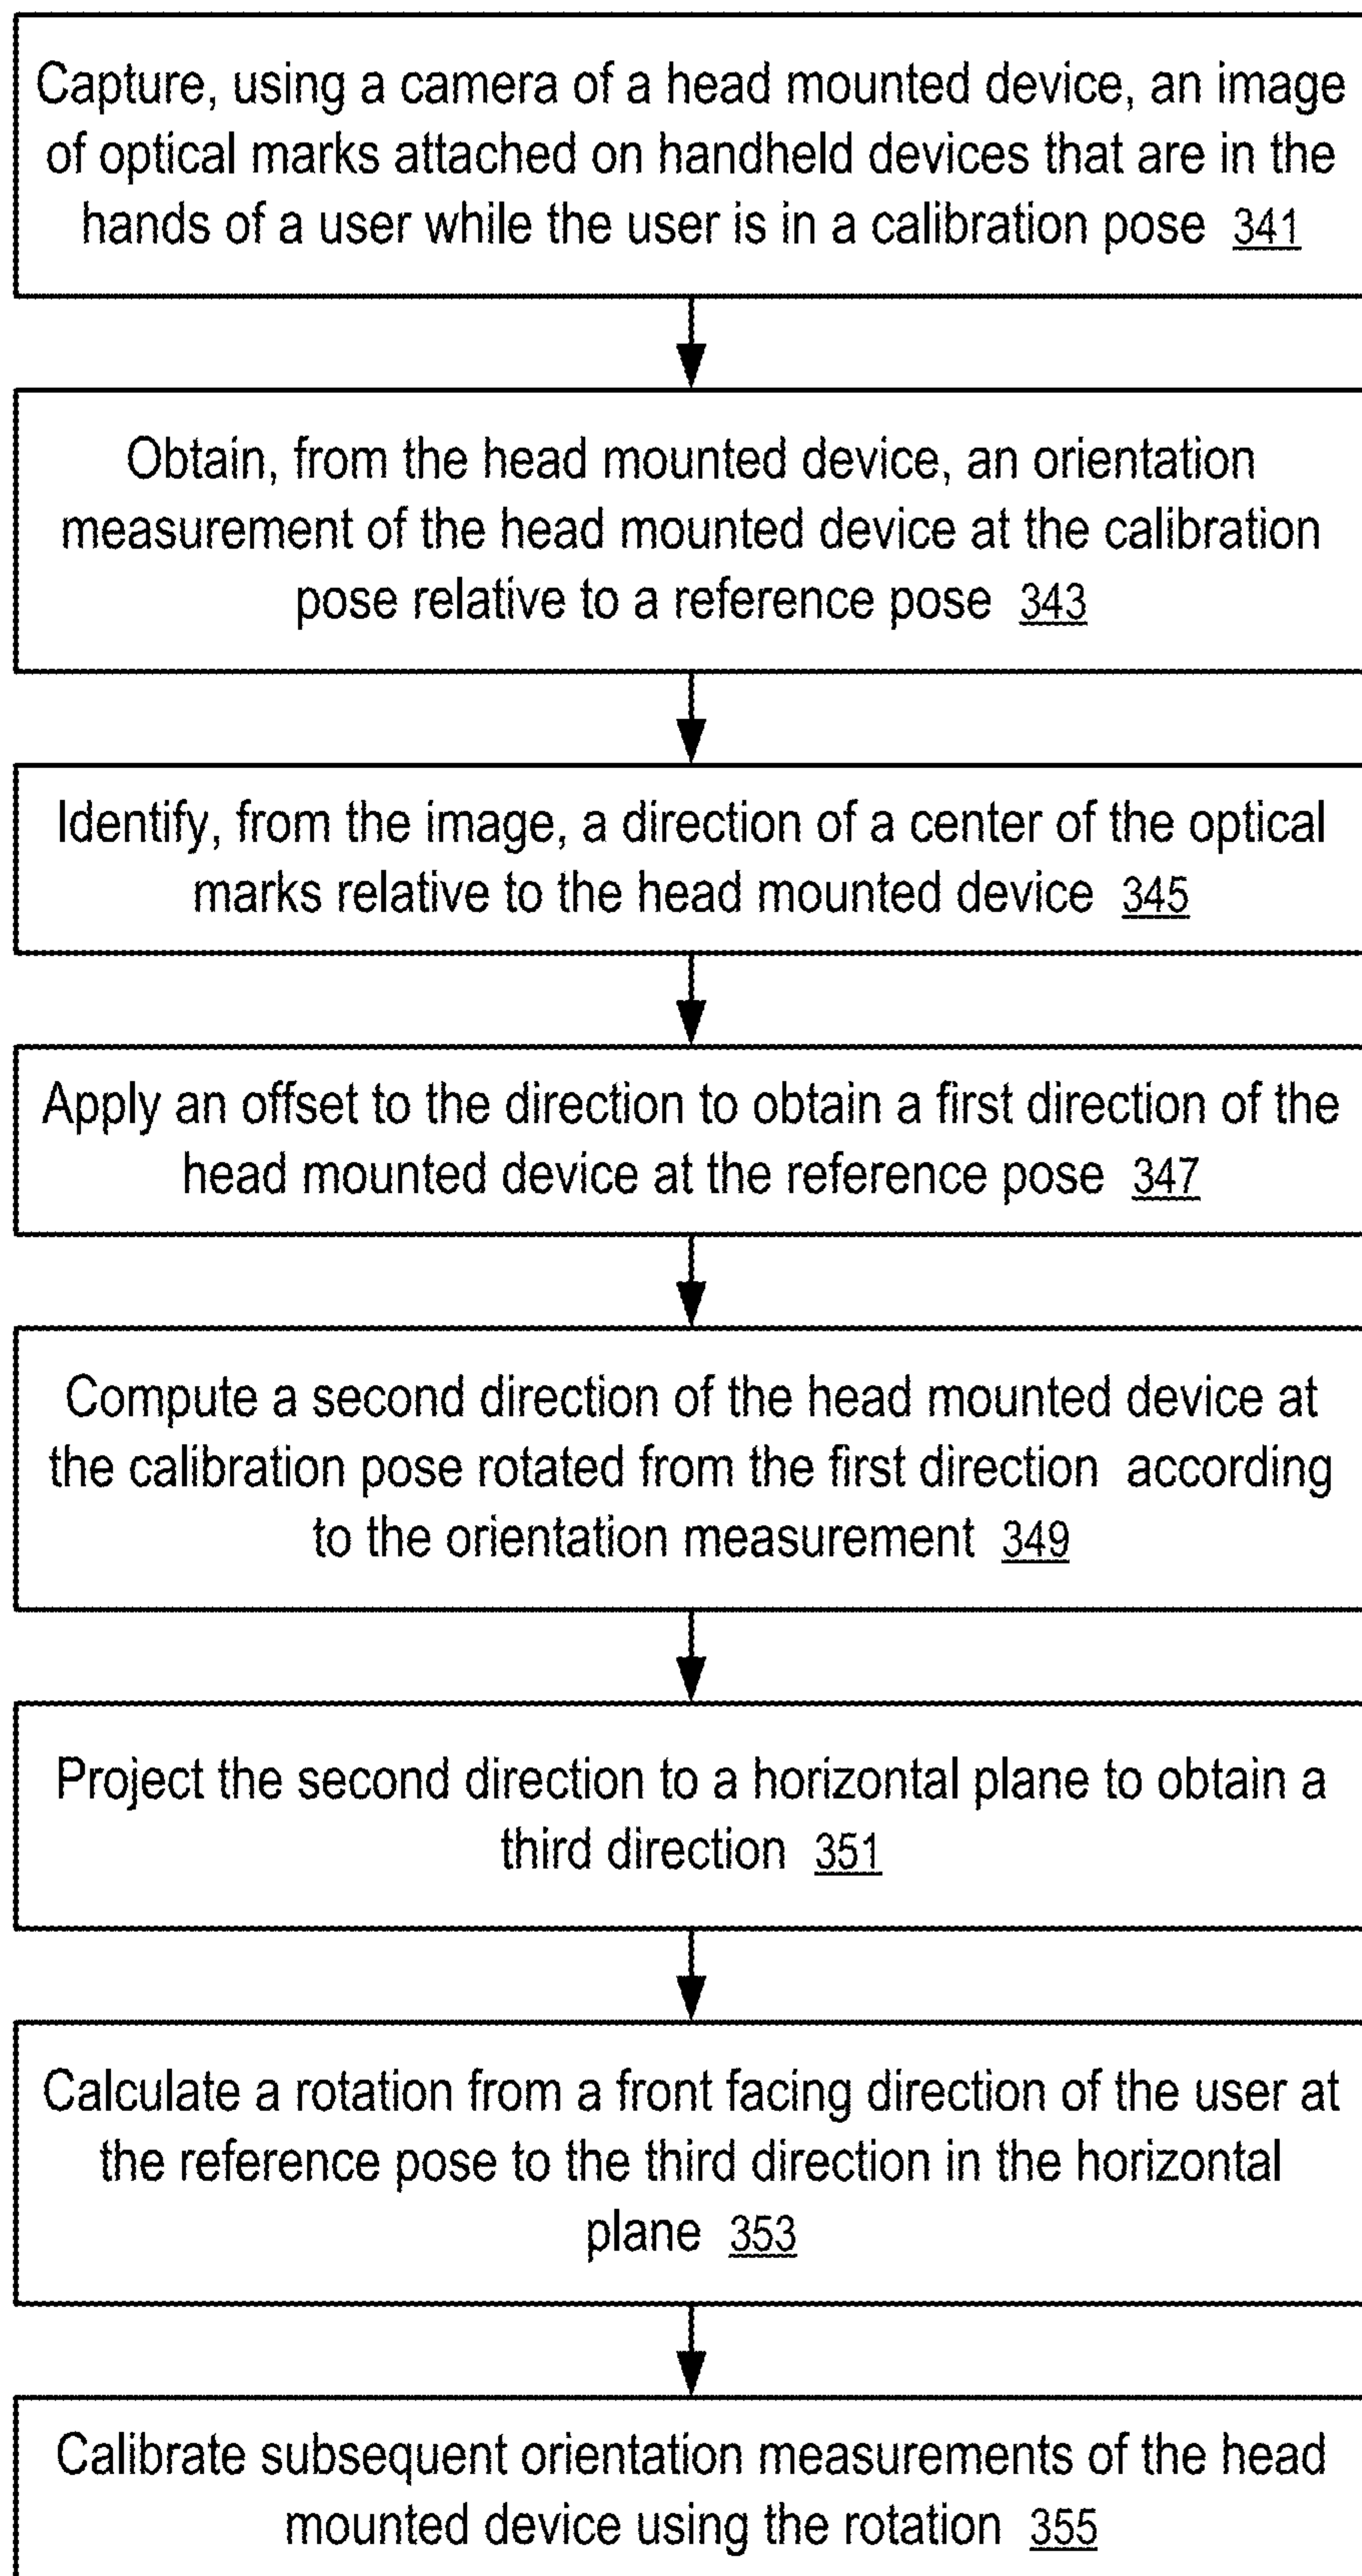 Capture, using a camera of a head mounted device, an image
of optical marks attached on handheld devices that are in the
hands of a user while the user is in a calibration pose 341
Obtain, from the head mounted device, an orientation
measurement of the head mounted device at the calibration
pose relative to a reference pose 343
Identify, from the image, a direction of a center of the optical
marks relative to the head mounted device 345
Apply an offset to the direction to obtain a first direction of the
head mounted device at the reference pose 347
Compute a second direction of the head mounted device at
the calibration pose rotated from the first direction according
to the orientation measurement 349
Project the second direction to a horizontal plane to obtain a
third direction 351
Calculate a rotation from a front facing direction of the user at
the reference pose to the third direction in the horizontal
plane 353
Calibrate subsequent orientation measurements of the head
mounted device using the rotation 355